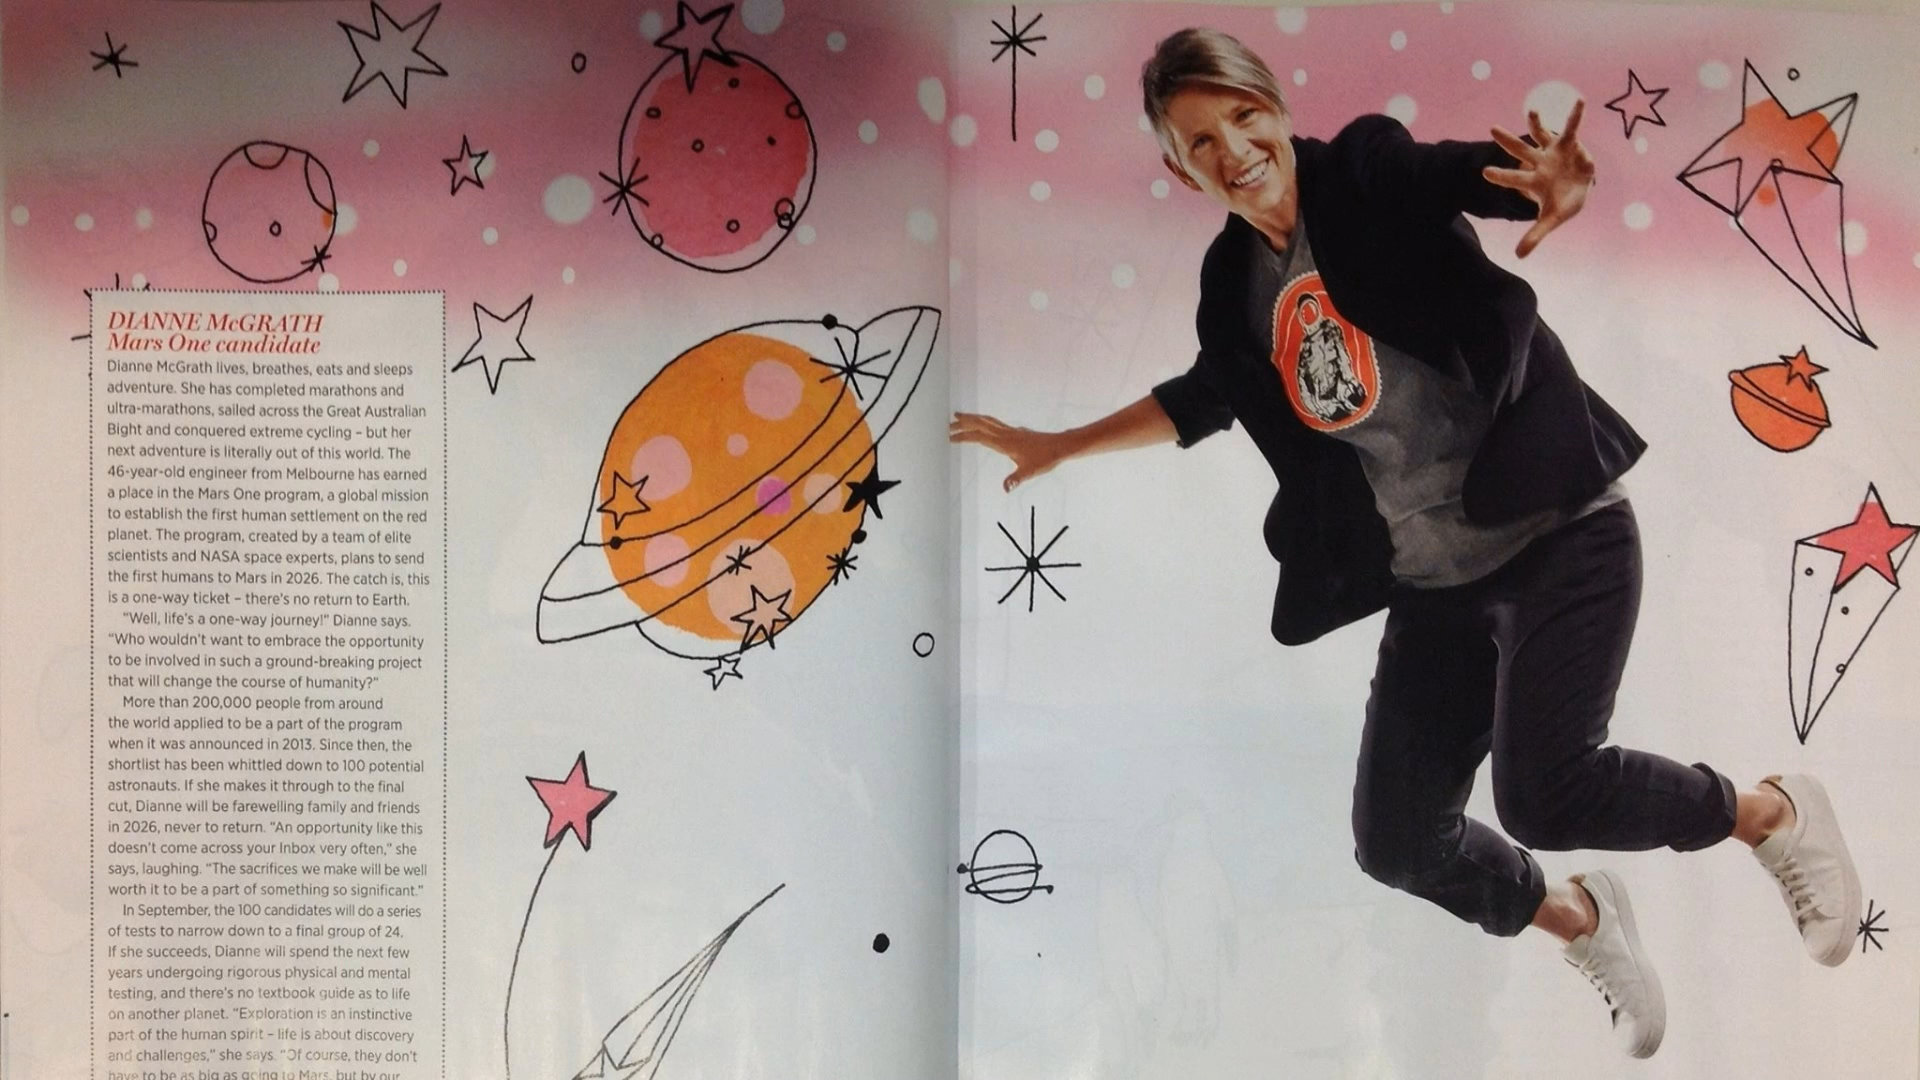 DIANNE McGRATH
Mars One candidate
Dianne McGrath lives, breathes, eats and sleeps
adventure. She has completed marathons and
ultra-marathons, sailed across the Great Australian
Bight and conquered extreme cycling – but her
next adventure is literally out of this world. The
46-year-old engineer from Melbourne has earned
a place in the Mars One program, a global mission
to establish the first human settlement on the red
planet. The program, created by a team of elite
scientists and NASA space experts, plans to send
the first humans to Mars in 2026. The catch is, this
is a one-way ticket – there's no return to Earth.
"Well, life's a one-way journey!" Dianne says.
"Who wouldn't want to embrace the opportunity
to be involved in such a ground-breaking project
that will change the course of humanity?"
More than 200,000 people from around
the world applied to be a part of the program
when it was announced in 2013. Since then, the
shortlist has been whittled down to 100 potential
astronauts. If she makes it through to the final
cut, Dianne will be farewelling family and friends
in 2026, never to return. "An opportunity like this
doesn't come across your Inbox very often," she
says, laughing. "The sacrifices we make will be well
worth it to be a part of something so significant."
In September, the 100 candidates will do a series
of tests to narrow down to a final group of 24.
If she succeeds, Dianne will spend the next few
years undergoing rigorous physical and mental
testing, and there's no textbook guide as to life
on another planet. "Exploration is an instinctive
part of the human spirit – life is about discovery
and challenges," she says. "Of course, they don't
have to be as big as going to Mars, but by our